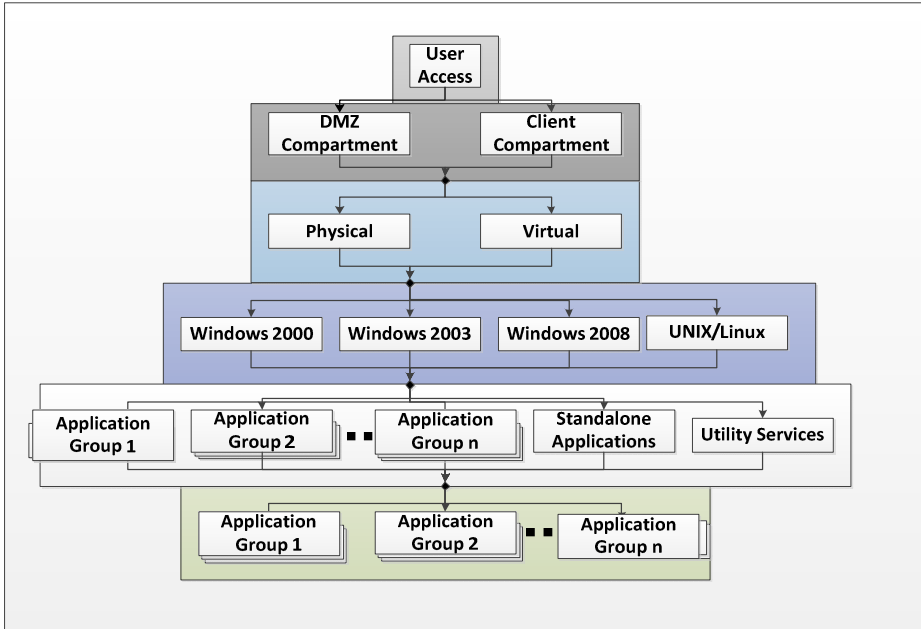 User
Access
DMZ
Compartment
Client
Compartment
Physical
Virtual
Windows 2000
Windows 2003
Windows 2008
UNIX/Linux
Application
Group 1
Application
Group 2
Application
Group n
Standalone
Applications
Utility Services
Application
Group 1
Application
Group 2
Application
Group n